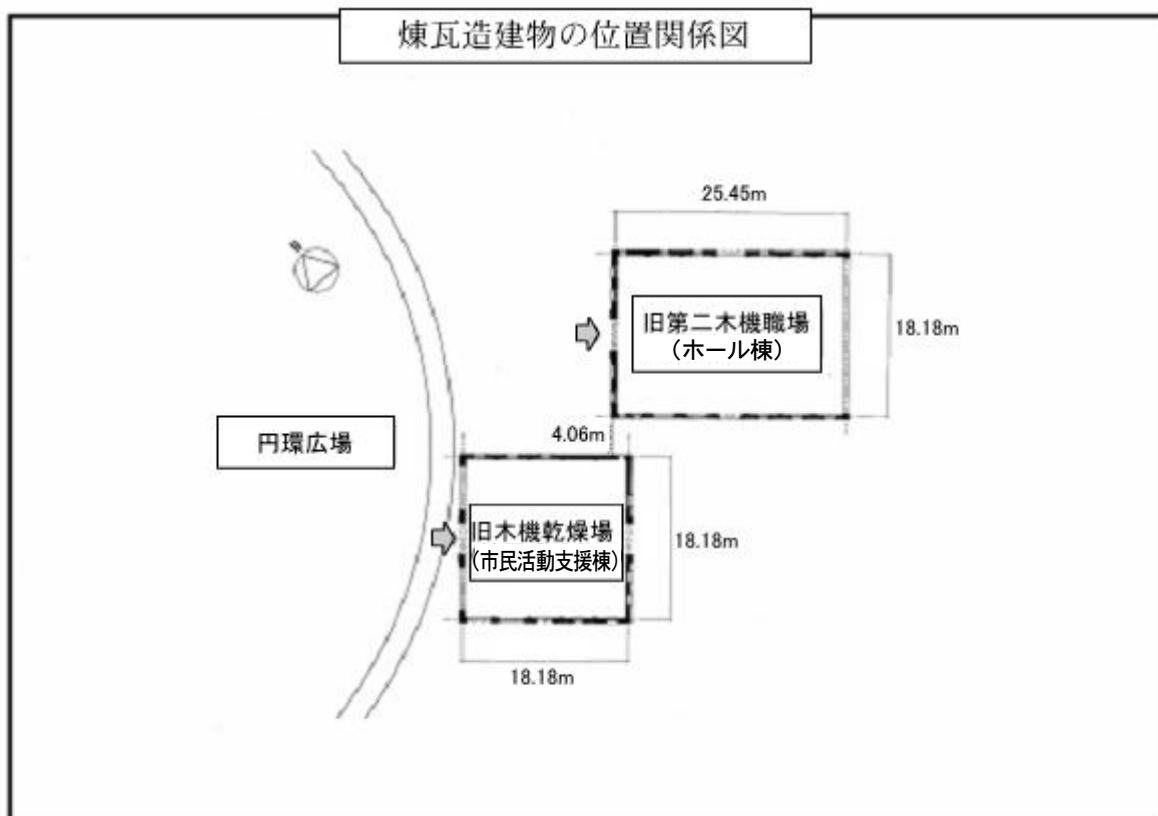 煉瓦造建物の位置関係図
25.45m
旧第二木機職場
(ホール棟)
18.18m
円環広場
4.06m
旧木機乾燥場
(市民活動支援棟)
18.18m
18.18m